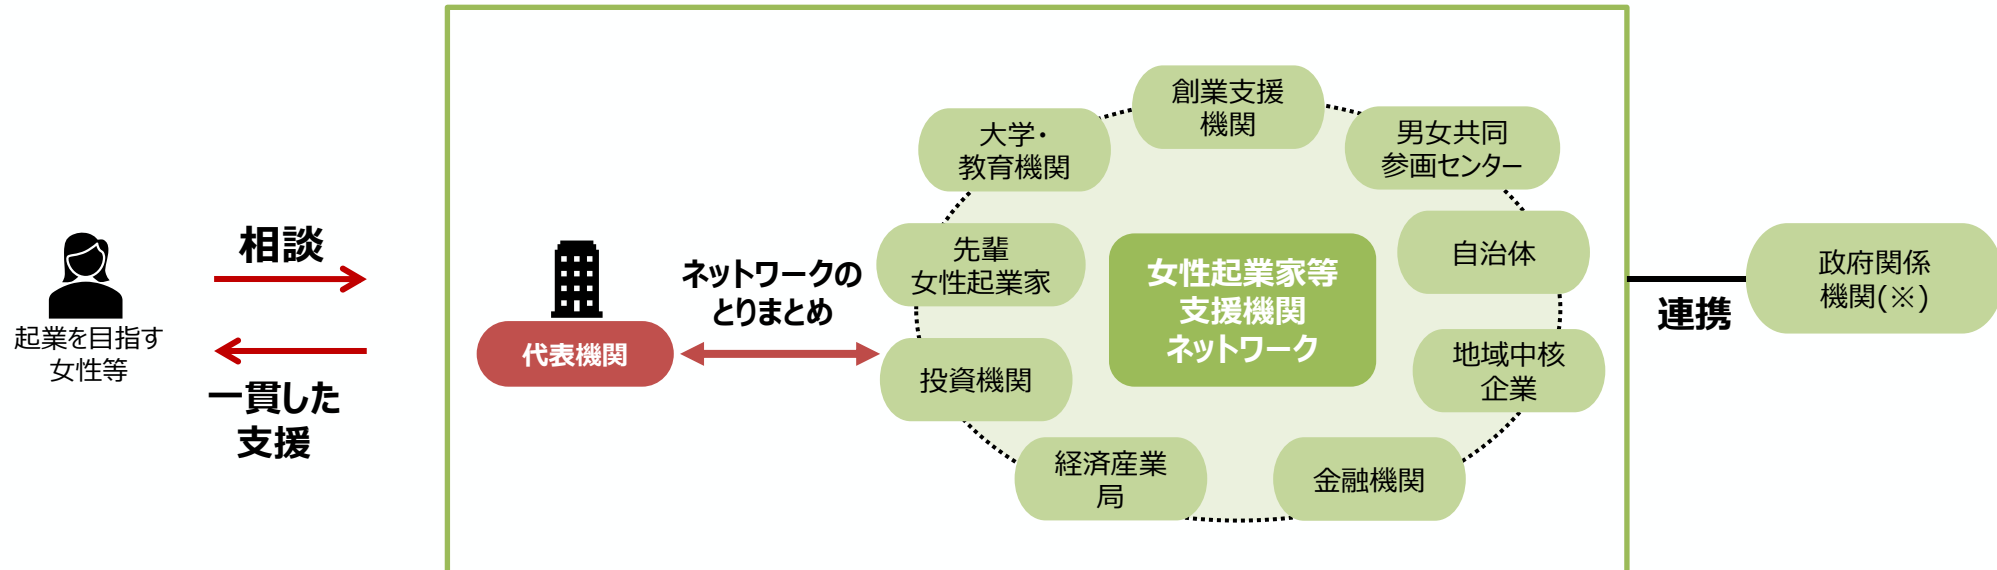 相談
一貫した
支援
起業を目指す
女性等
代表機関
ネットワークの
とりまとめ
創業支援
機関
大学・
教育機関
男女共同
参画センター
先輩
女性起業家
自治体
女性起業家等
支援機関
ネットワーク
投資機関
地域中核
企業
経済産業
局
金融機関
連携
政府関係
機関(※)